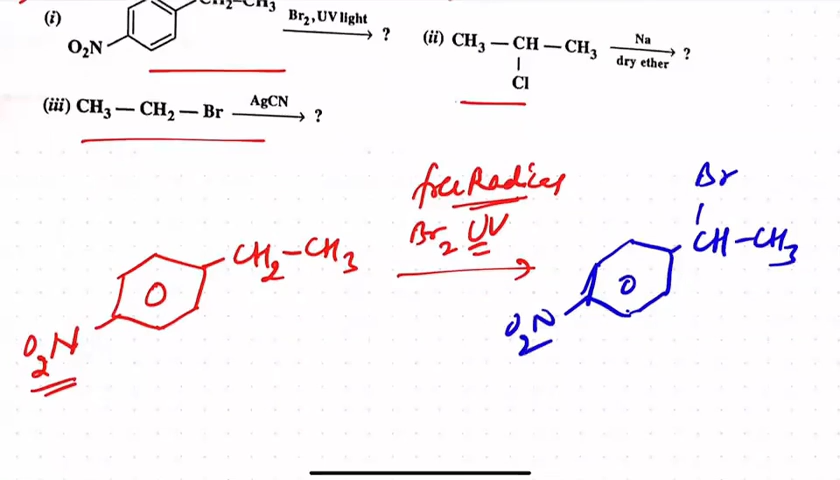 (i) CH₂–CH₃ Br₂, UV light ?
O₂N
(ii) CH₃ — CH — CH₃ Na dry ether ?
Cl
(iii) CH₃ — CH₂ — Br AgCN ?
free Radical
Br₂ UV
CH₂–CH₃
O₂N
Br
CH–CH₃
O₂N